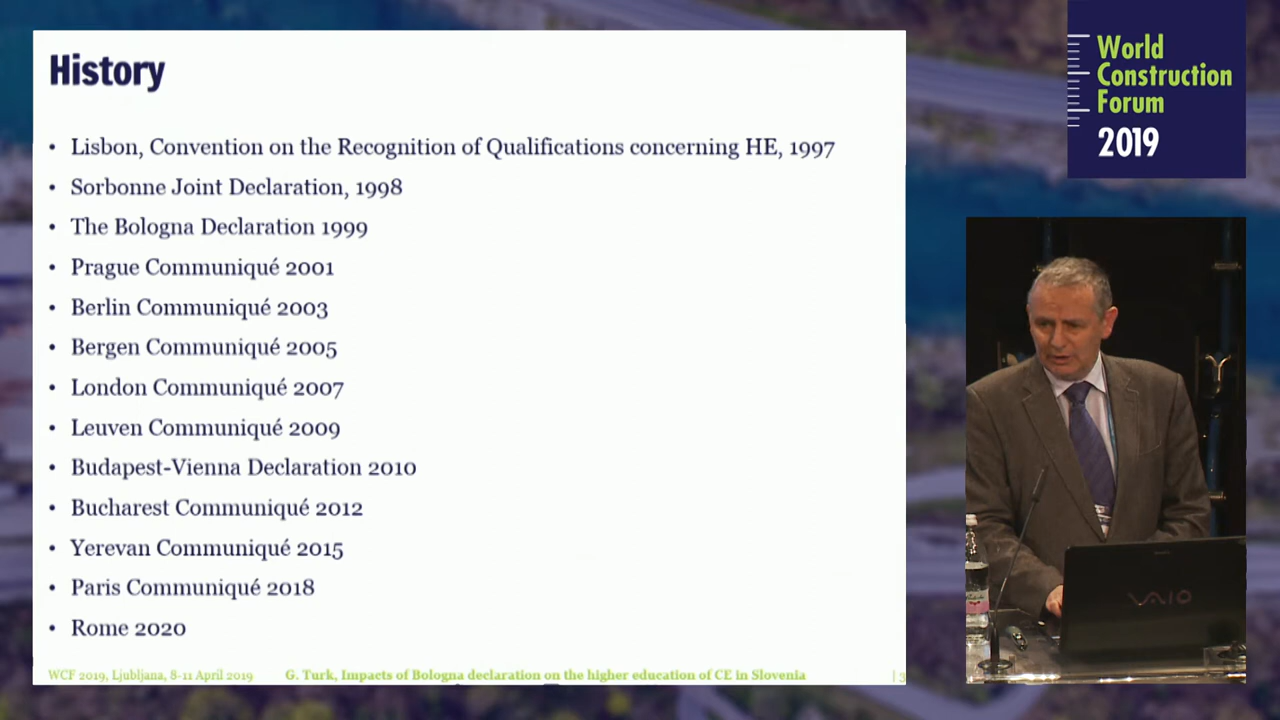 History
• Lisbon, Convention on the Recognition of Qualifications concerning HE, 1997
• Sorbonne Joint Declaration, 1998
• The Bologna Declaration 1999
• Prague Communiqué 2001
• Berlin Communiqué 2003
• Bergen Communiqué 2005
• London Communiqué 2007
• Leuven Communiqué 2009
• Budapest-Vienna Declaration 2010
• Bucharest Communiqué 2012
• Yerevan Communiqué 2015
• Paris Communiqué 2018
• Rome 2020
WCF 2019, Ljubljana, 8-11 April 2019 G. Turk, Impacts of Bologna declaration on the higher education of CE in Slovenia | 3
World
Construction
Forum
2019
VAIO